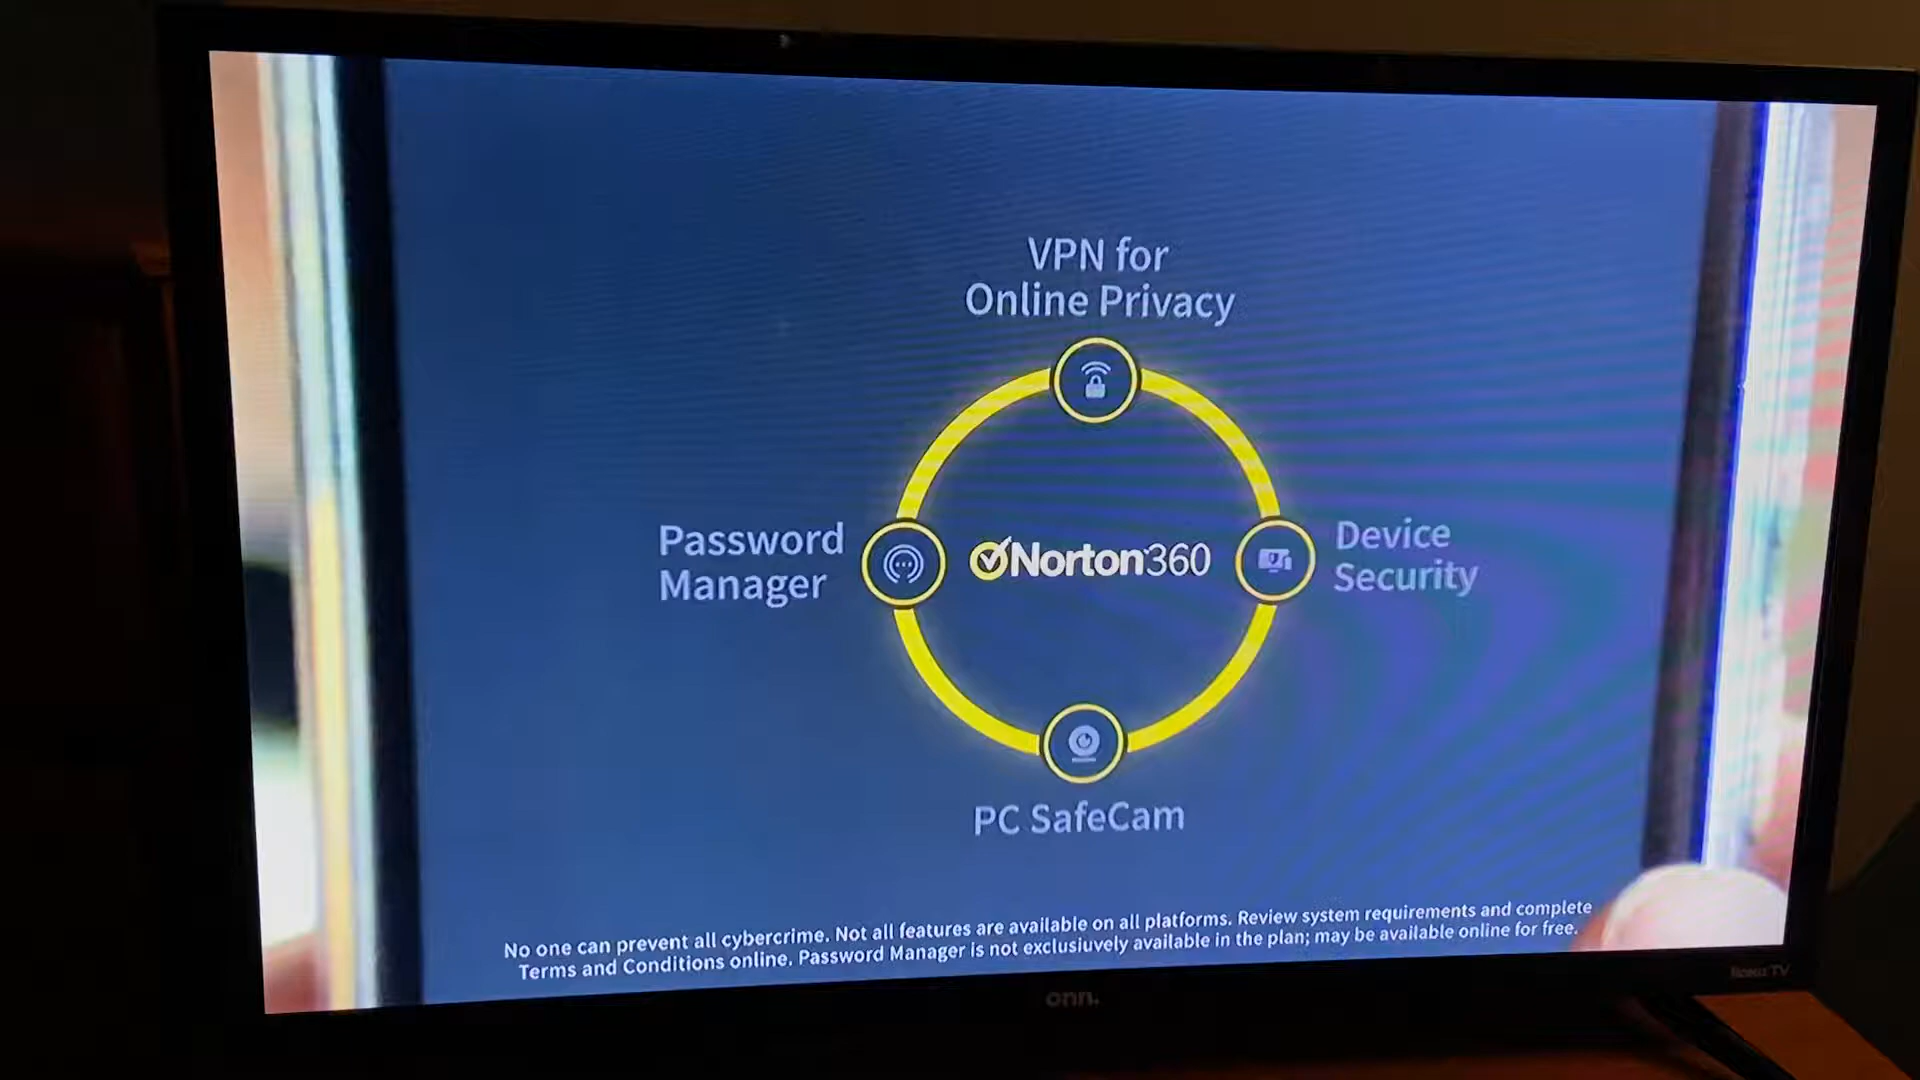 VPN for
Online Privacy
Password
Manager
Norton360
Device
Security
PC SafeCam
No one can prevent all cybercrime. Not all features are available on all platforms. Review system requirements and complete
Terms and Conditions online. Password Manager is not exclusiuvely available in the plan; may be available online for free.
onn.
Roku TV